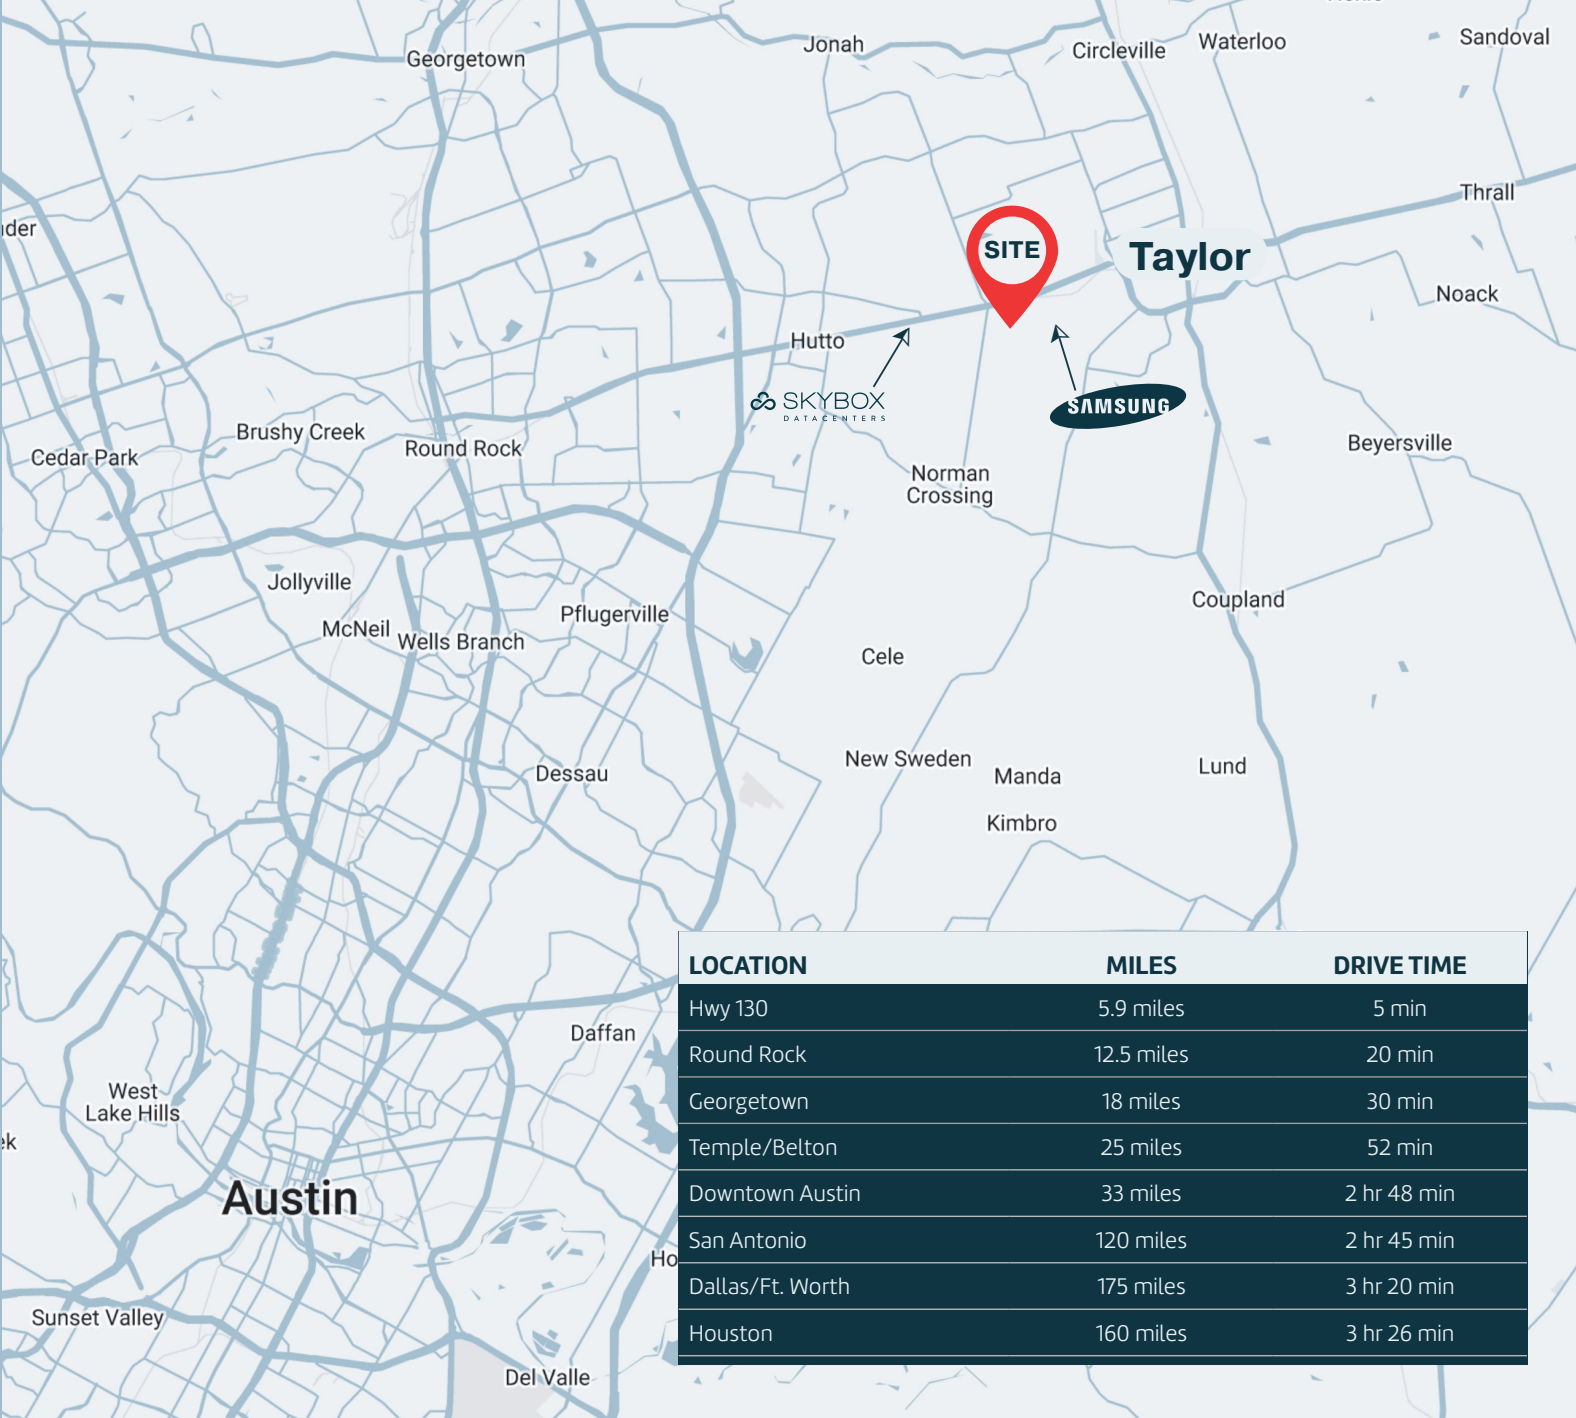 Georgetown
Jonah
Circleville
Waterloo
Sandoval
Thrall
SITE
Taylor
Noack
Hutto
SKYBOX
DATACENTERS
SAMSUNG
Brushy Creek
Round Rock
Cedar Park
Beyersville
Norman
Crossing
Jollyville
McNeil
Wells Branch
Pflugerville
Coupland
Cele
New Sweden
Manda
Lund
Kimbro
Dessau
Daffan
West
Lake Hills
Austin
Sunset Valley
Del Valle
LOCATION MILES DRIVE TIME
Hwy 130 5.9 miles 5 min
Round Rock 12.5 miles 20 min
Georgetown 18 miles 30 min
Temple/Belton 25 miles 52 min
Downtown Austin 33 miles 2 hr 48 min
San Antonio 120 miles 2 hr 45 min
Dallas/Ft. Worth 175 miles 3 hr 20 min
Houston 160 miles 3 hr 26 min